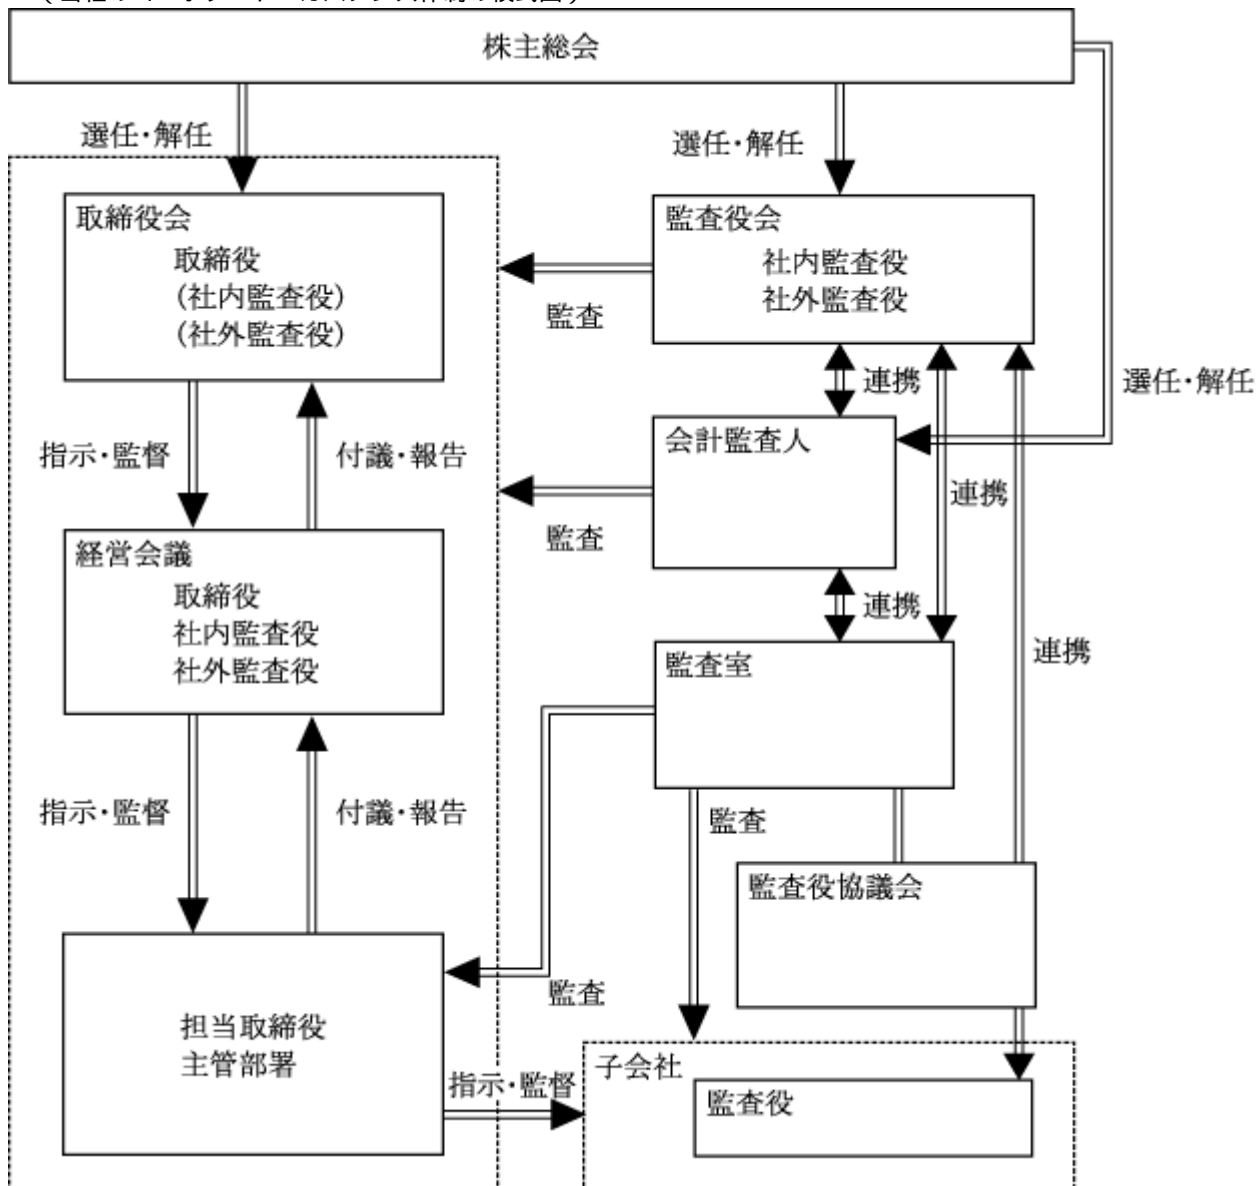 株主総会
選任・解任
選任・解任
取締役会
取締役
(社内監査役)
(社外監査役)
監査役会
社内監査役
社外監査役
監査
連携
選任・解任
指示・監督
付議・報告
会計監査人
連携
監査
経営会議
取締役
社内監査役
社外監査役
連携
監査室
連携
指示・監督
付議・報告
監査
監査役協議会
監査
担当取締役
主管部署
指示・監督
子会社
監査役